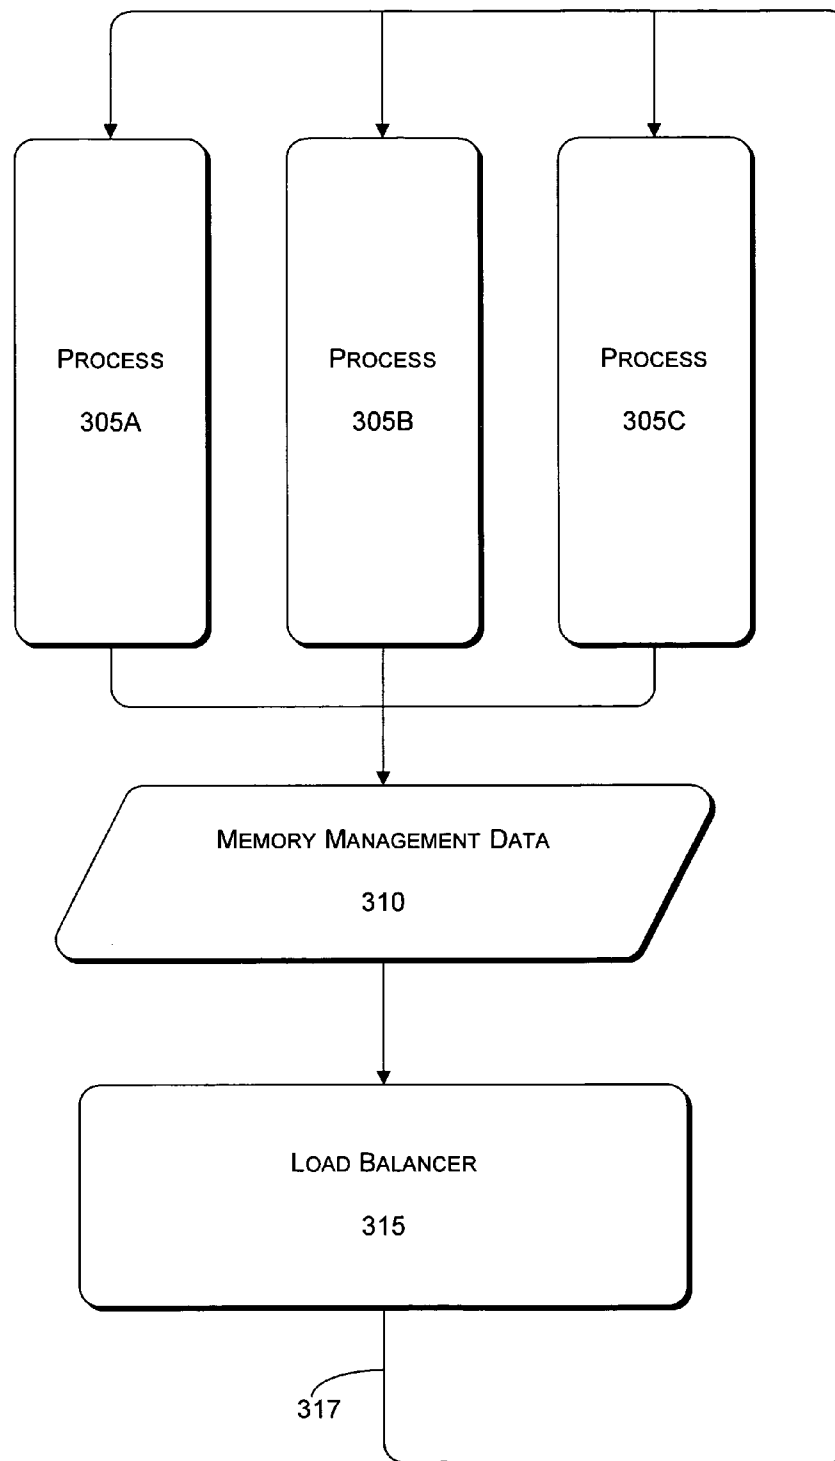 PROCESS
305A
PROCESS
305B
PROCESS
305C
MEMORY MANAGEMENT DATA
310
LOAD BALANCER
315
317